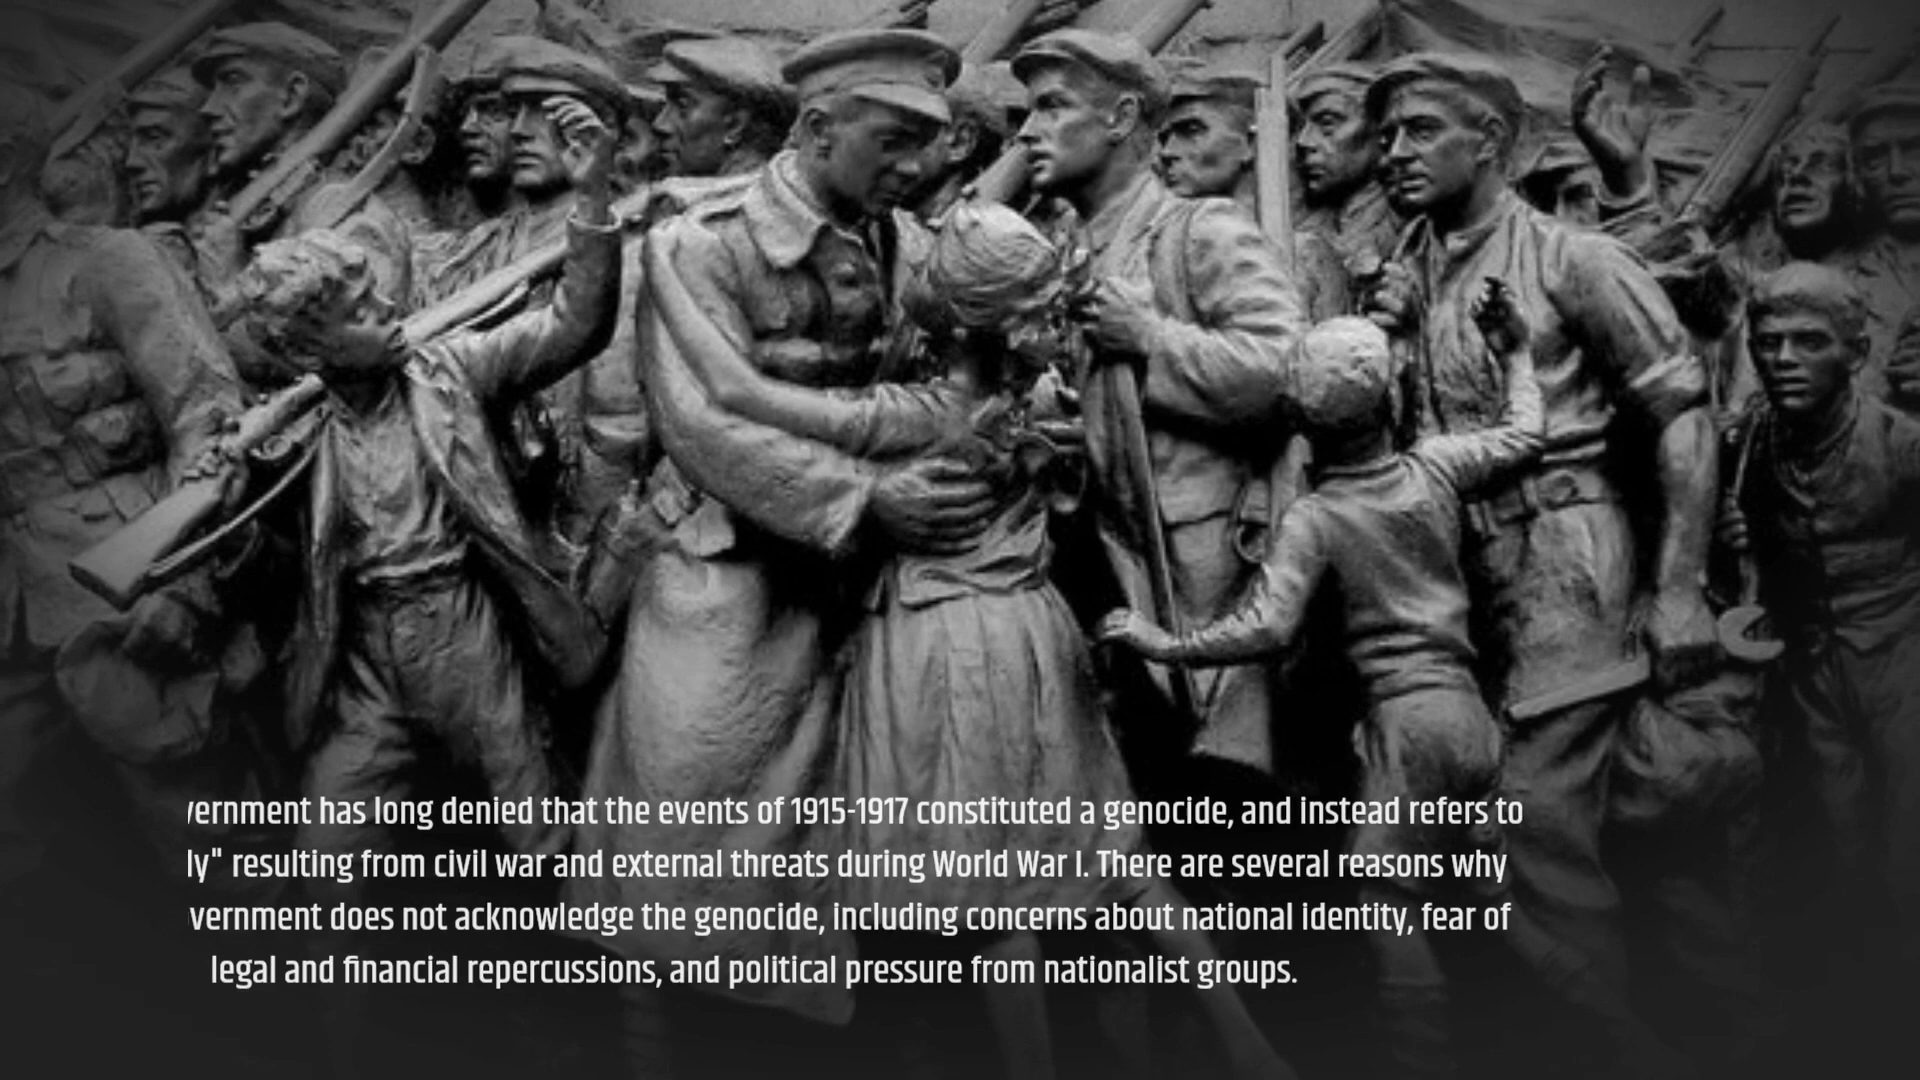 vernment has long denied that the events of 1915-1917 constituted a genocide, and instead refers to
ly" resulting from civil war and external threats during World War I. There are several reasons why
vernment does not acknowledge the genocide, including concerns about national identity, fear of
legal and financial repercussions, and political pressure from nationalist groups.